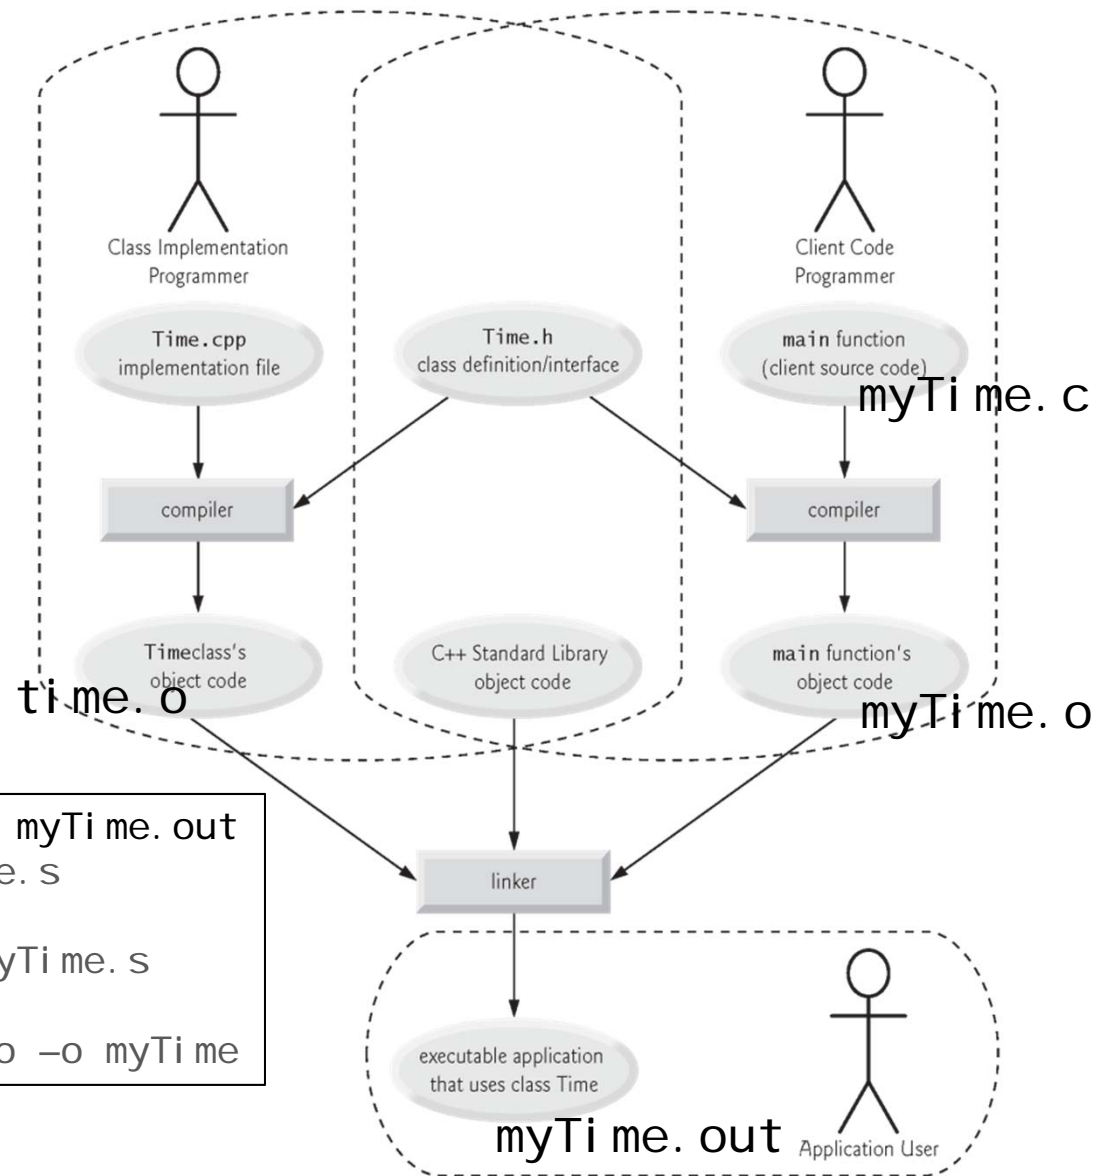 Class Implementation
Programmer
Client Code
Programmer
Time.cpp
implementation file
Time.h
class definition/interface
main function
(client source code)
myTime.c
compiler
compiler
Timeclass's
object code
time.o
C++ Standard Library
object code
main function's
object code
myTime.o
myTime.out
e.s
yTime.s
o –o myTime
linker
executable application
that uses class Time
myTime.out
Application User